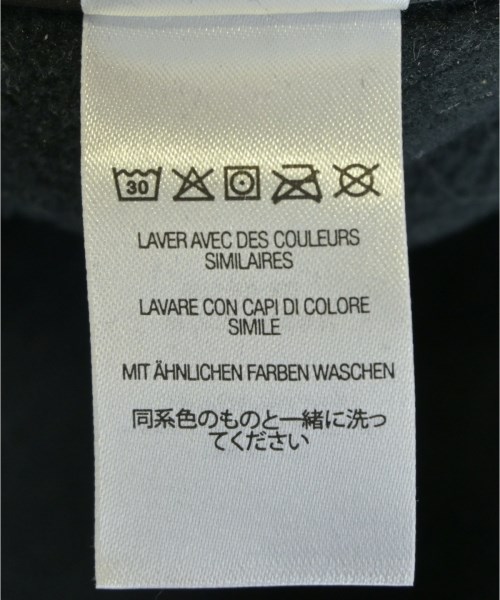 30
LAVER AVEC DES COULEURS
SIMILAIRES
LAVARE CON CAPI DI COLORE
SIMILE
MIT ÄHNLICHEN FARBEN WASCHEN
同系色のものと一緒に洗っ
てください